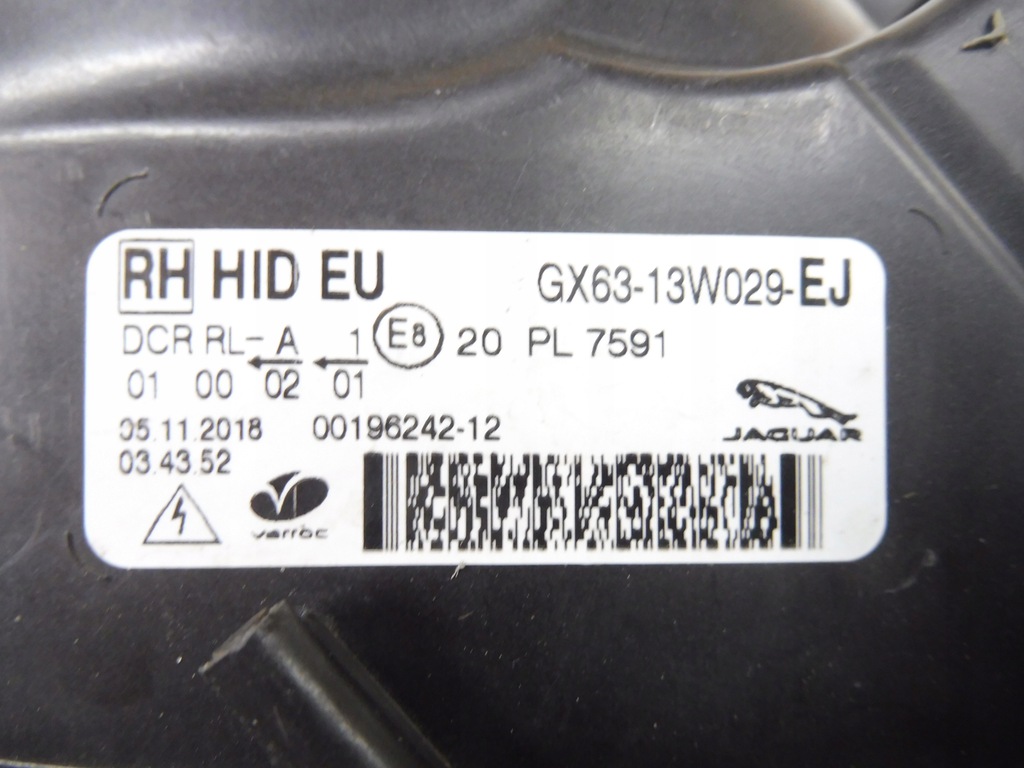 RH HID EU GX63-13W029-EJ
DCR RL- A 1 E8 20 PL 7591
01 00 02 01
05.11.2018 00196242-12
JAGUAR
03.43.52
varroc